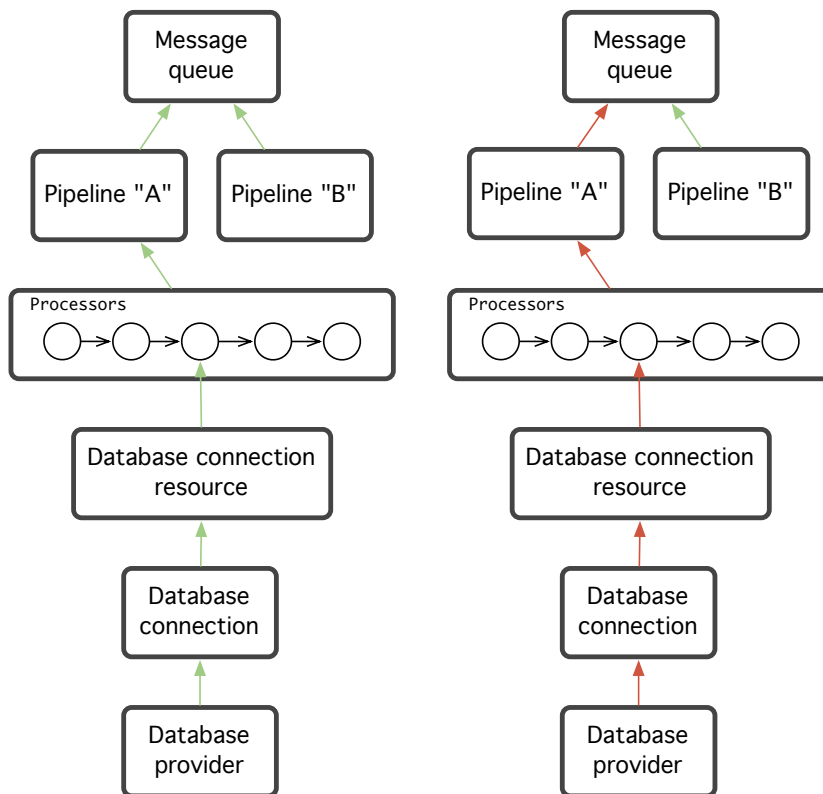 Message
queue
Pipeline "A"
Pipeline "B"
Processors
Database connection
resource
Database
connection
Database
provider
Message
queue
Pipeline "A"
Pipeline "B"
Processors
Database connection
resource
Database
connection
Database
provider